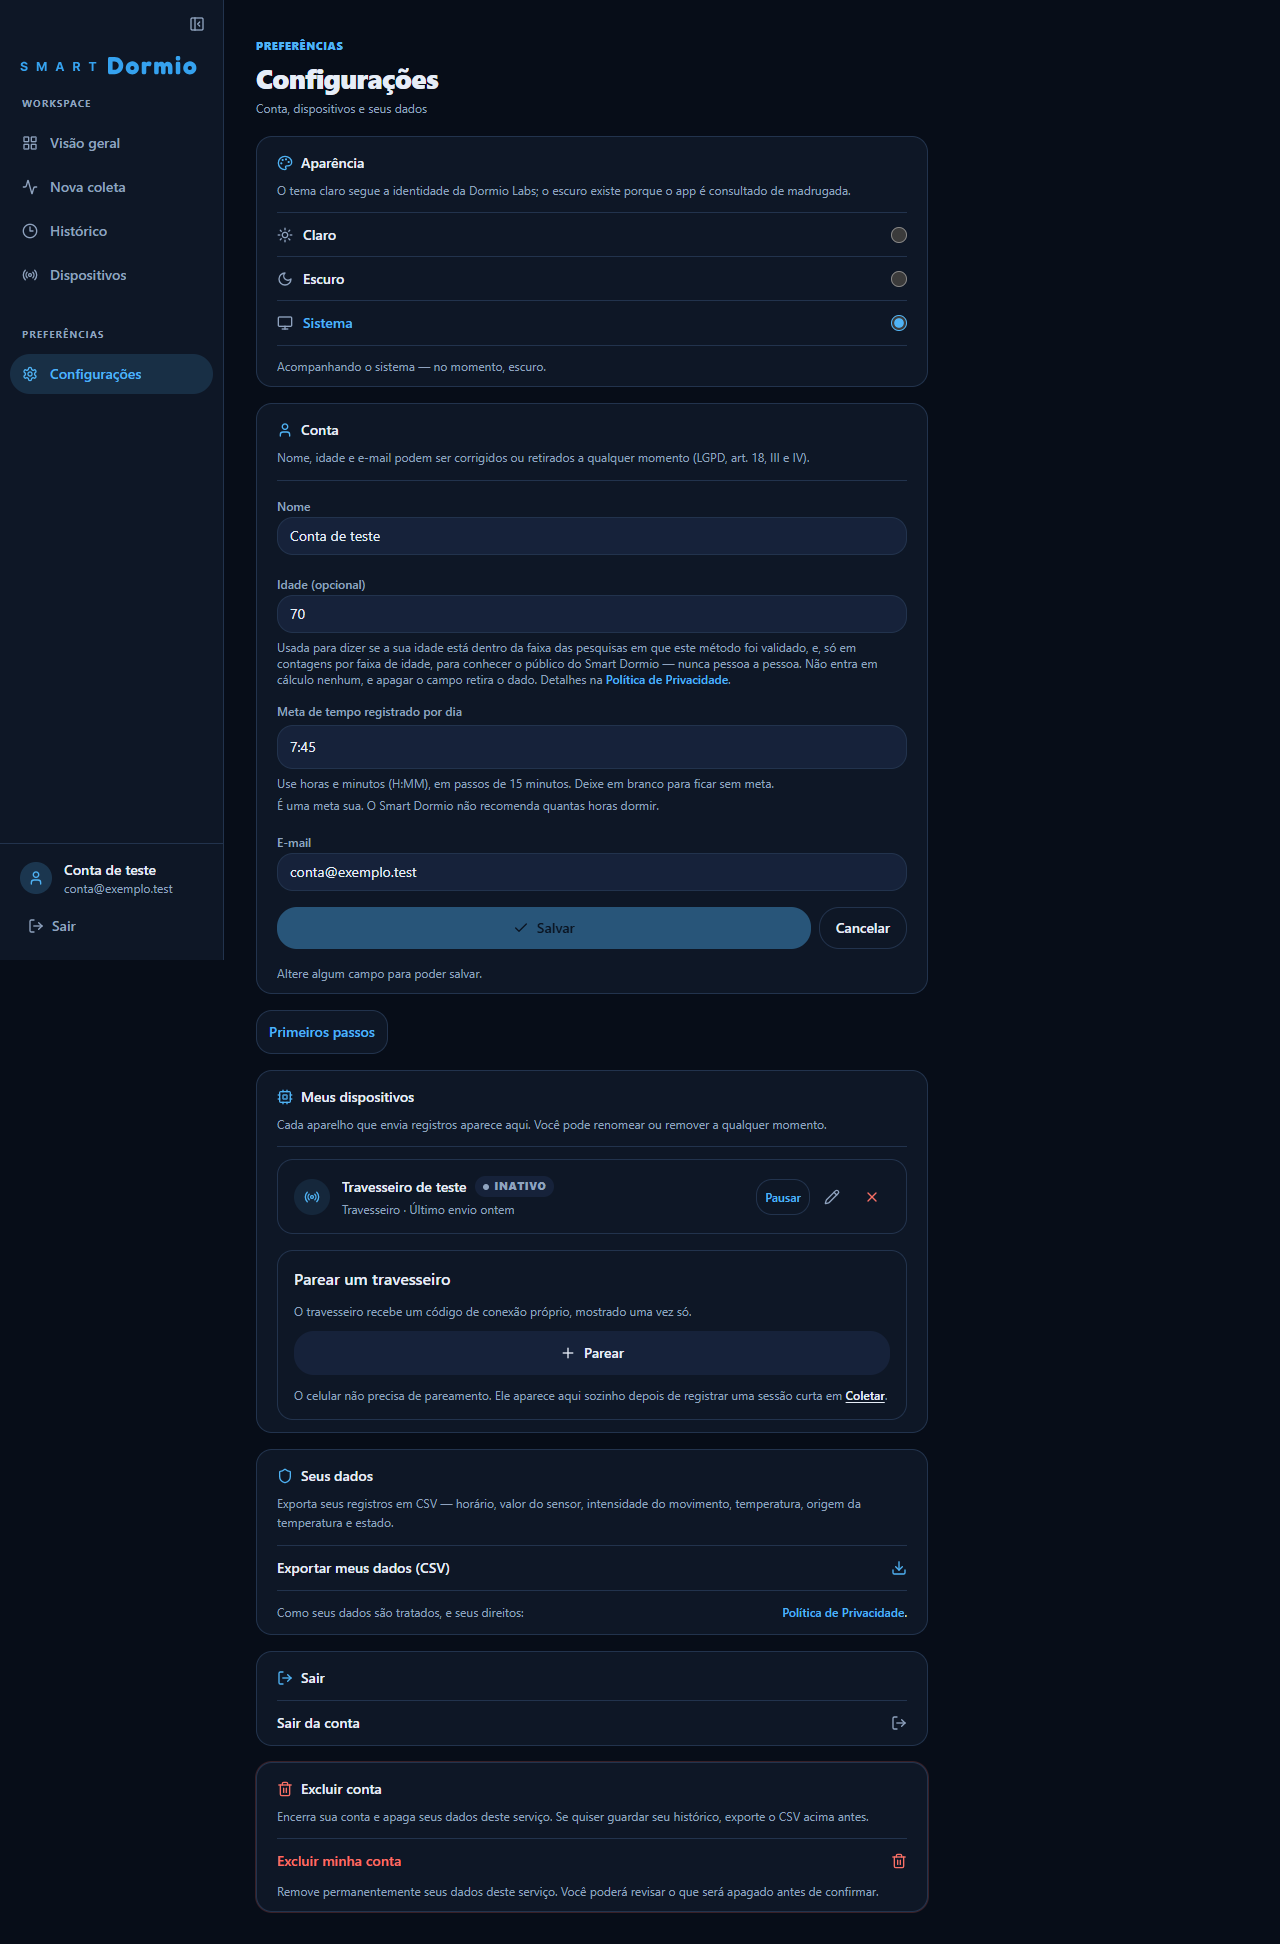 SMART Dormio
WORKSPACE
Visão geral
Nova coleta
Histórico
Dispositivos
PREFERÊNCIAS
Configurações
Conta de teste
conta@exemplo.test
Sair
PREFERÊNCIAS
Configurações
Conta, dispositivos e seus dados
Aparência
O tema claro segue a identidade da Dormio Labs; o escuro existe porque o app é consultado de madrugada.
Claro
Escuro
Sistema
Acompanhando o sistema — no momento, escuro.
Conta
Nome, idade e e-mail podem ser corrigidos ou retirados a qualquer momento (LGPD, art. 18, III e IV).
Nome
Conta de teste
Idade (opcional)
70
Usada para dizer se a sua idade está dentro da faixa das pesquisas em que este método foi validado, e, só em
contagens por faixa de idade, para conhecer o público do Smart Dormio — nunca pessoa a pessoa. Não entra em
cálculo nenhum, e apagar o campo retira o dado. Detalhes na Política de Privacidade.
Meta de tempo registrado por dia
7:45
Use horas e minutos (H:MM), em passos de 15 minutos. Deixe em branco para ficar sem meta.
É uma meta sua. O Smart Dormio não recomenda quantas horas dormir.
E-mail
conta@exemplo.test
Salvar
Cancelar
Altere algum campo para poder salvar.
Primeiros passos
Meus dispositivos
Cada aparelho que envia registros aparece aqui. Você pode renomear ou remover a qualquer momento.
Travesseiro de teste
INATIVO
Travesseiro · Último envio ontem
Pausar
Parear um travesseiro
O travesseiro recebe um código de conexão próprio, mostrado uma vez só.
Parear
O celular não precisa de pareamento. Ele aparece aqui sozinho depois de registrar uma sessão curta em Coletar.
Seus dados
Exporta seus registros em CSV — horário, valor do sensor, intensidade do movimento, temperatura, origem da
temperatura e estado.
Exportar meus dados (CSV)
Como seus dados são tratados, e seus direitos:
Política de Privacidade.
Sair
Sair da conta
Excluir conta
Encerra sua conta e apaga seus dados deste serviço. Se quiser guardar seu histórico, exporte o CSV acima antes.
Excluir minha conta
Remove permanentemente seus dados deste serviço. Você poderá revisar o que será apagado antes de confirmar.